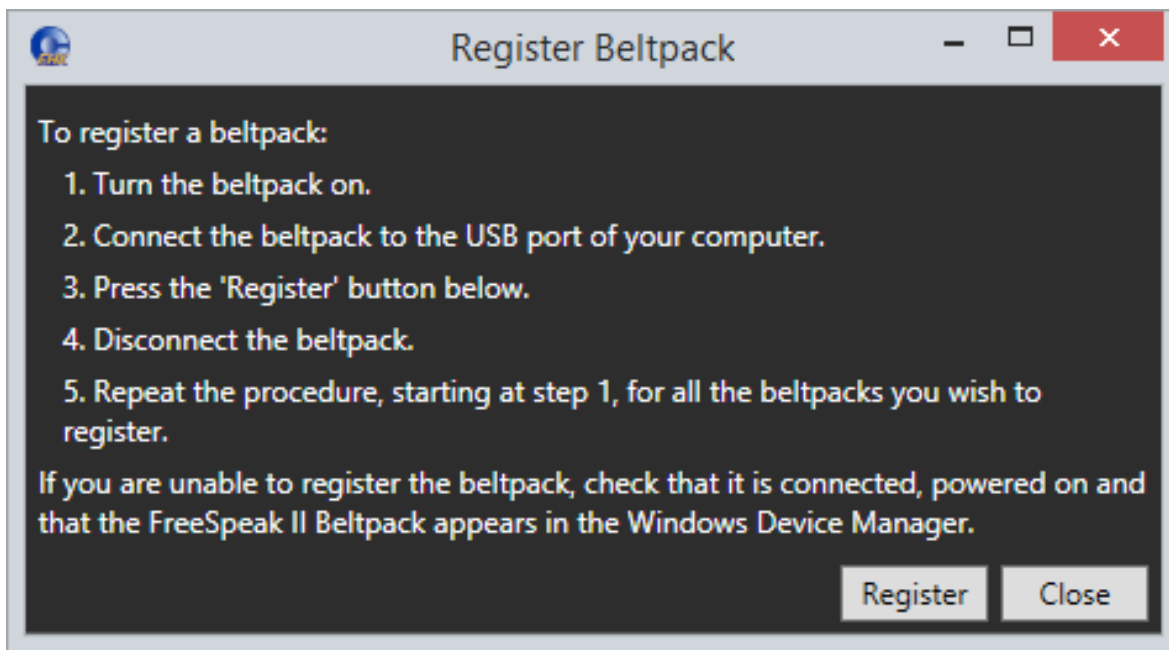 Register Beltpack
To register a beltpack:
1. Turn the beltpack on.
2. Connect the beltpack to the USB port of your computer.
3. Press the 'Register' button below.
4. Disconnect the beltpack.
5. Repeat the procedure, starting at step 1, for all the beltpacks you wish to
register.
If you are unable to register the beltpack, check that it is connected, powered on and
that the FreeSpeak II Beltpack appears in the Windows Device Manager.
Register Close